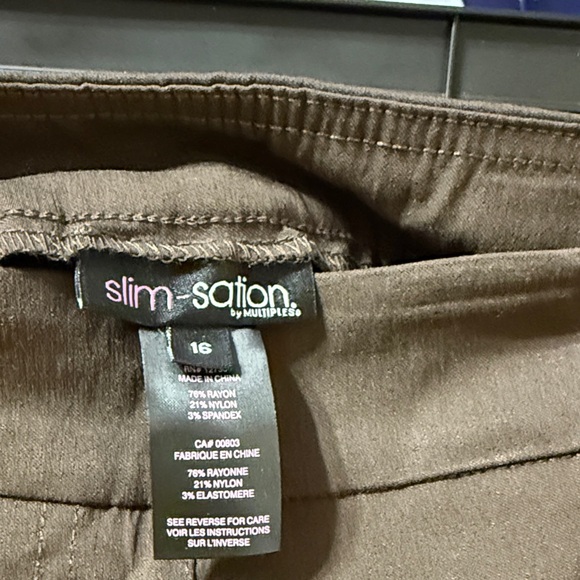 slim-sation®
by MULTIPLES®
16
MADE IN CHINA
76% RAYON
21% NYLON
3% SPANDEX
CA# 00803
FABRIQUE EN CHINE
76% RAYONNE
21% NYLON
3% ELASTOMERE
SEE REVERSE FOR CARE
VOIR LES INSTRUCTIONS
SUR L'INVERSE